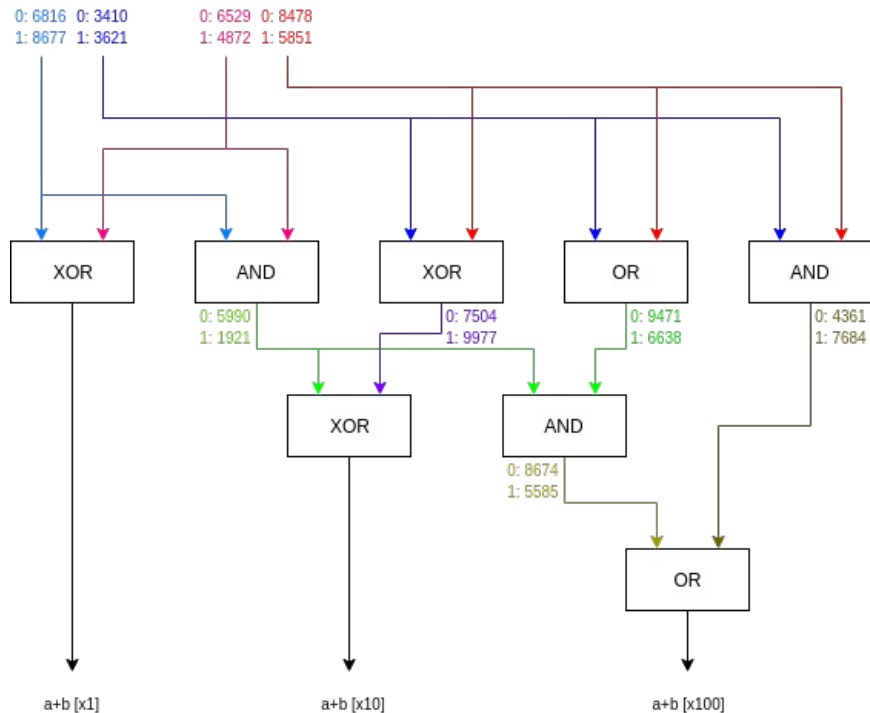 0: 6816 0: 3410 0: 6529 0: 8478
1: 8677 1: 3621 1: 4872 1: 5851
XOR AND XOR OR AND
0: 5990 0: 7504 0: 9471 0: 4361
1: 1921 1: 9977 1: 6638 1: 7684
XOR AND
0: 8674
1: 5585
OR
a+b [x1] a+b [x10] a+b [x100]